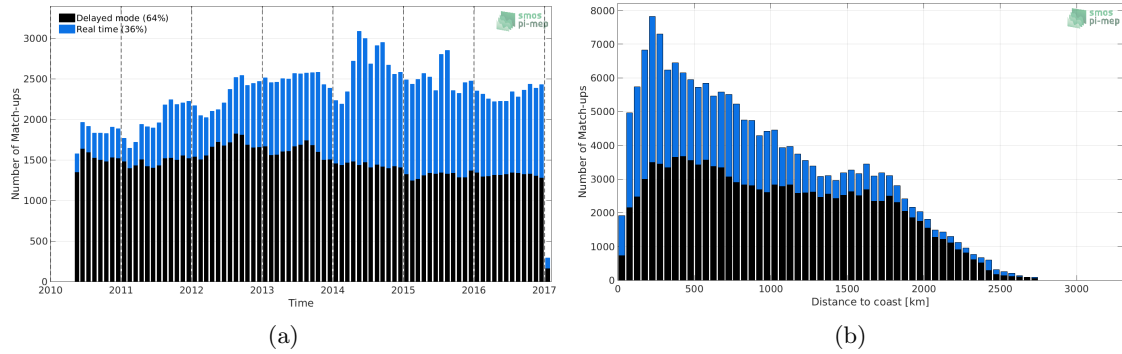 Delayed mode (64%)
Real time (36%)
smos
pi-mep
Number of Match-ups
3000
2500
2000
1500
1000
500
0
2010 2011 2012 2013 2014 2015 2016 2017
Time
(a)
smos
pi-mep
Number of Match-ups
8000
7000
6000
5000
4000
3000
2000
1000
0
0 500 1000 1500 2000 2500 3000
Distance to coast [km]
(b)